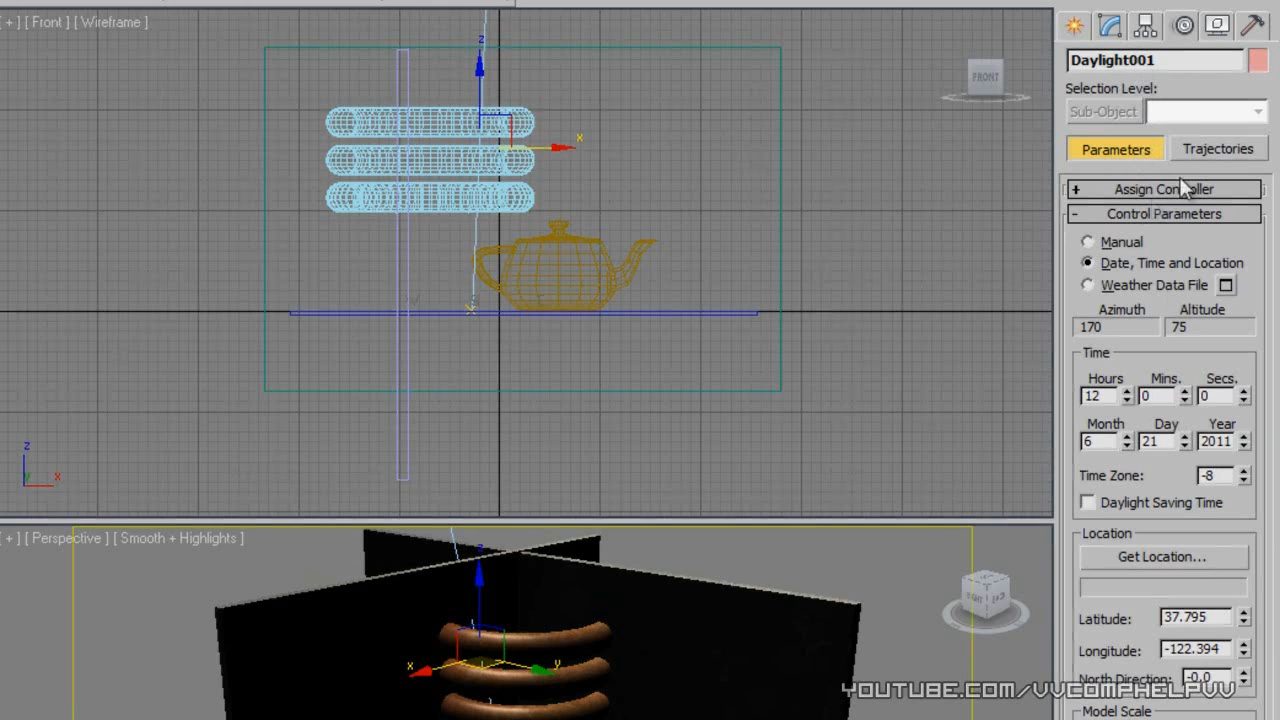 [ + ] [ Front ] [ Wireframe ]
z
x
FRONT
z
y
x
[ + ] [ Perspective ] [ Smooth + Highlights ]
z
x
y
Daylight001
Selection Level:
Sub-Object
Parameters
Trajectories
+ Assign Controller
- Control Parameters
Manual
Date, Time and Location
Weather Data File
Azimuth Altitude
170 75
Time
Hours Mins. Secs.
12 0 0
Month Day Year
6 21 2011
Time Zone: -8
Daylight Saving Time
Location
Get Location...
Latitude: 37.795
Longitude: -122.394
North Direction: -0.0
Model Scale
YOUTUBE.COM/VVCOMPHELPVV